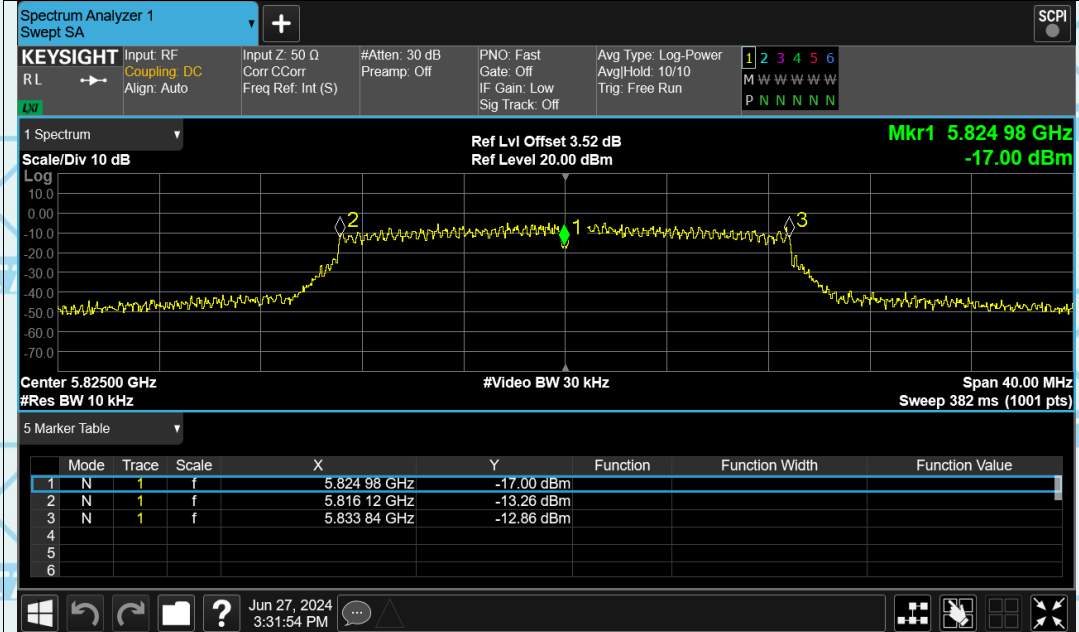 Spectrum Analyzer 1
Swept SA
+
SCPI
KEYSIGHT
R L
LXI
Input: RF
Coupling: DC
Align: Auto
Input Z: 50 Ω
Corr CCorr
Freq Ref: Int (S)
#Atten: 30 dB
Preamp: Off
PNO: Fast
Gate: Off
IF Gain: Low
Sig Track: Off
Avg Type: Log-Power
Avg|Hold: 10/10
Trig: Free Run
1 2 3 4 5 6
M W W W W W
P N N N N N
1 Spectrum
Scale/Div 10 dB
Ref Lvl Offset 3.52 dB
Ref Level 20.00 dBm
Mkr1 5.824 98 GHz
-17.00 dBm
Log
10.0
0.00
-10.0
-20.0
-30.0
-40.0
-50.0
-60.0
-70.0
2
1
3
Center 5.82500 GHz
#Video BW 30 kHz
Span 40.00 MHz
#Res BW 10 kHz
Sweep 382 ms (1001 pts)
5 Marker Table
Mode Trace Scale X Y Function Function Width Function Value
1 N 1 f 5.824 98 GHz -17.00 dBm
2 N 1 f 5.816 12 GHz -13.26 dBm
3 N 1 f 5.833 84 GHz -12.86 dBm
4
5
6
?
Jun 27, 2024
3:31:54 PM